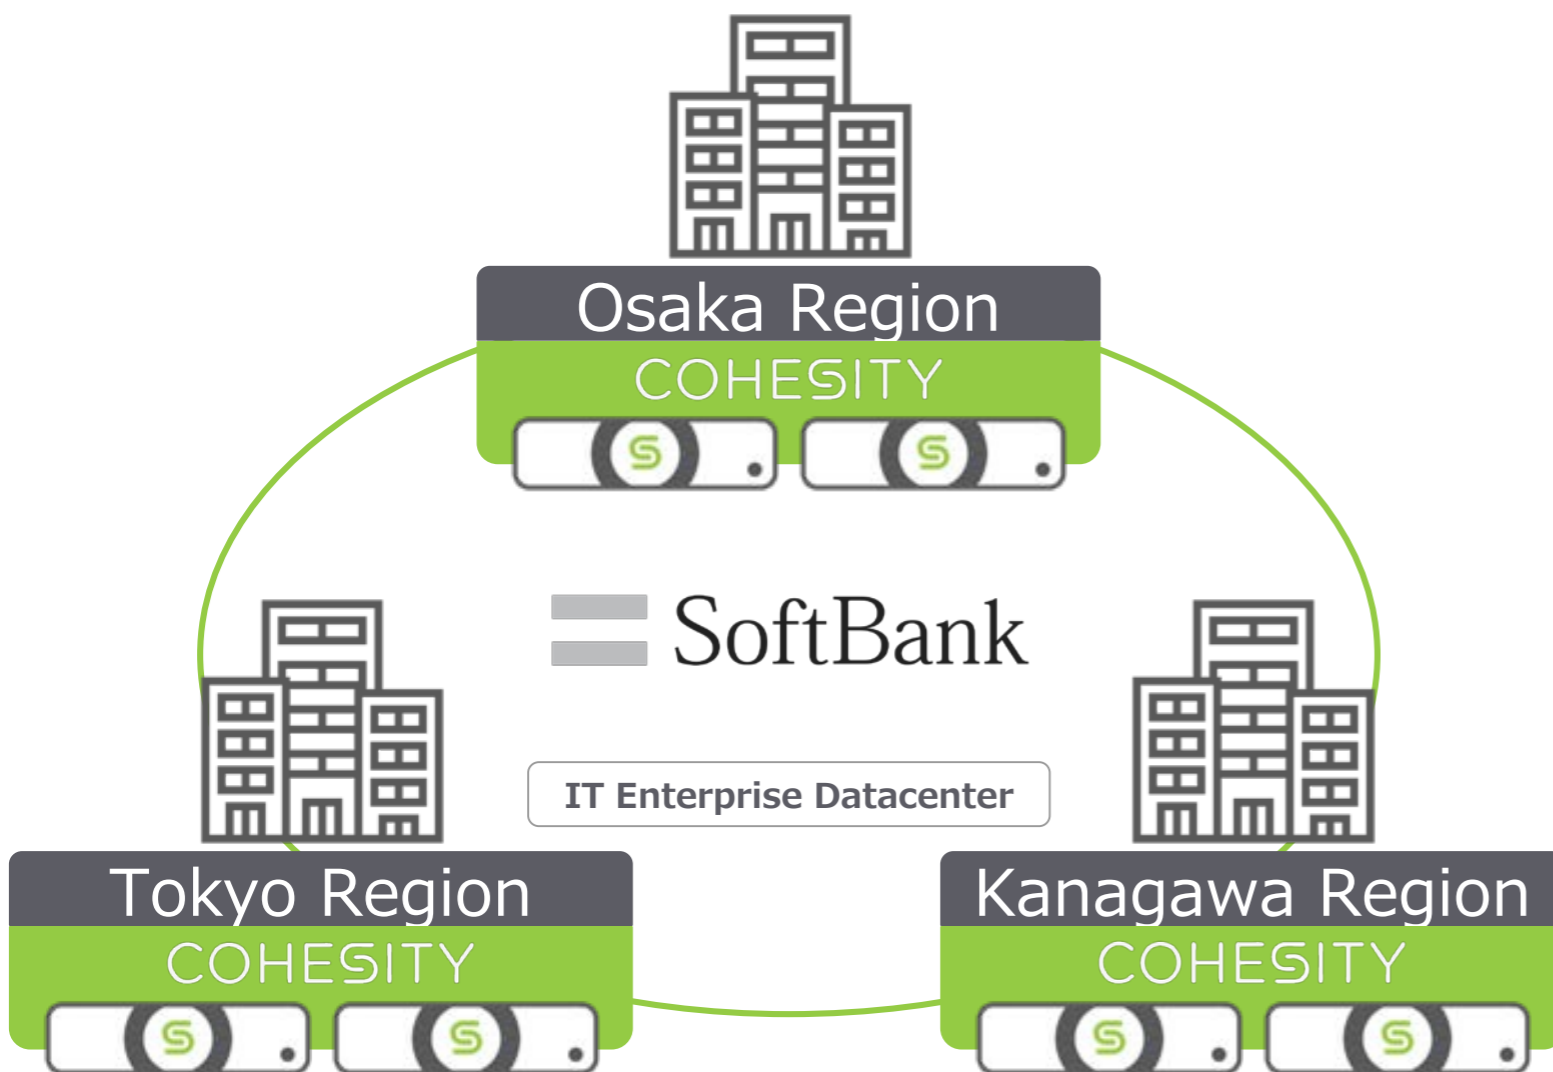 Osaka Region
COHESITY
SoftBank
IT Enterprise Datacenter
Tokyo Region
COHESITY
Kanagawa Region
COHESITY